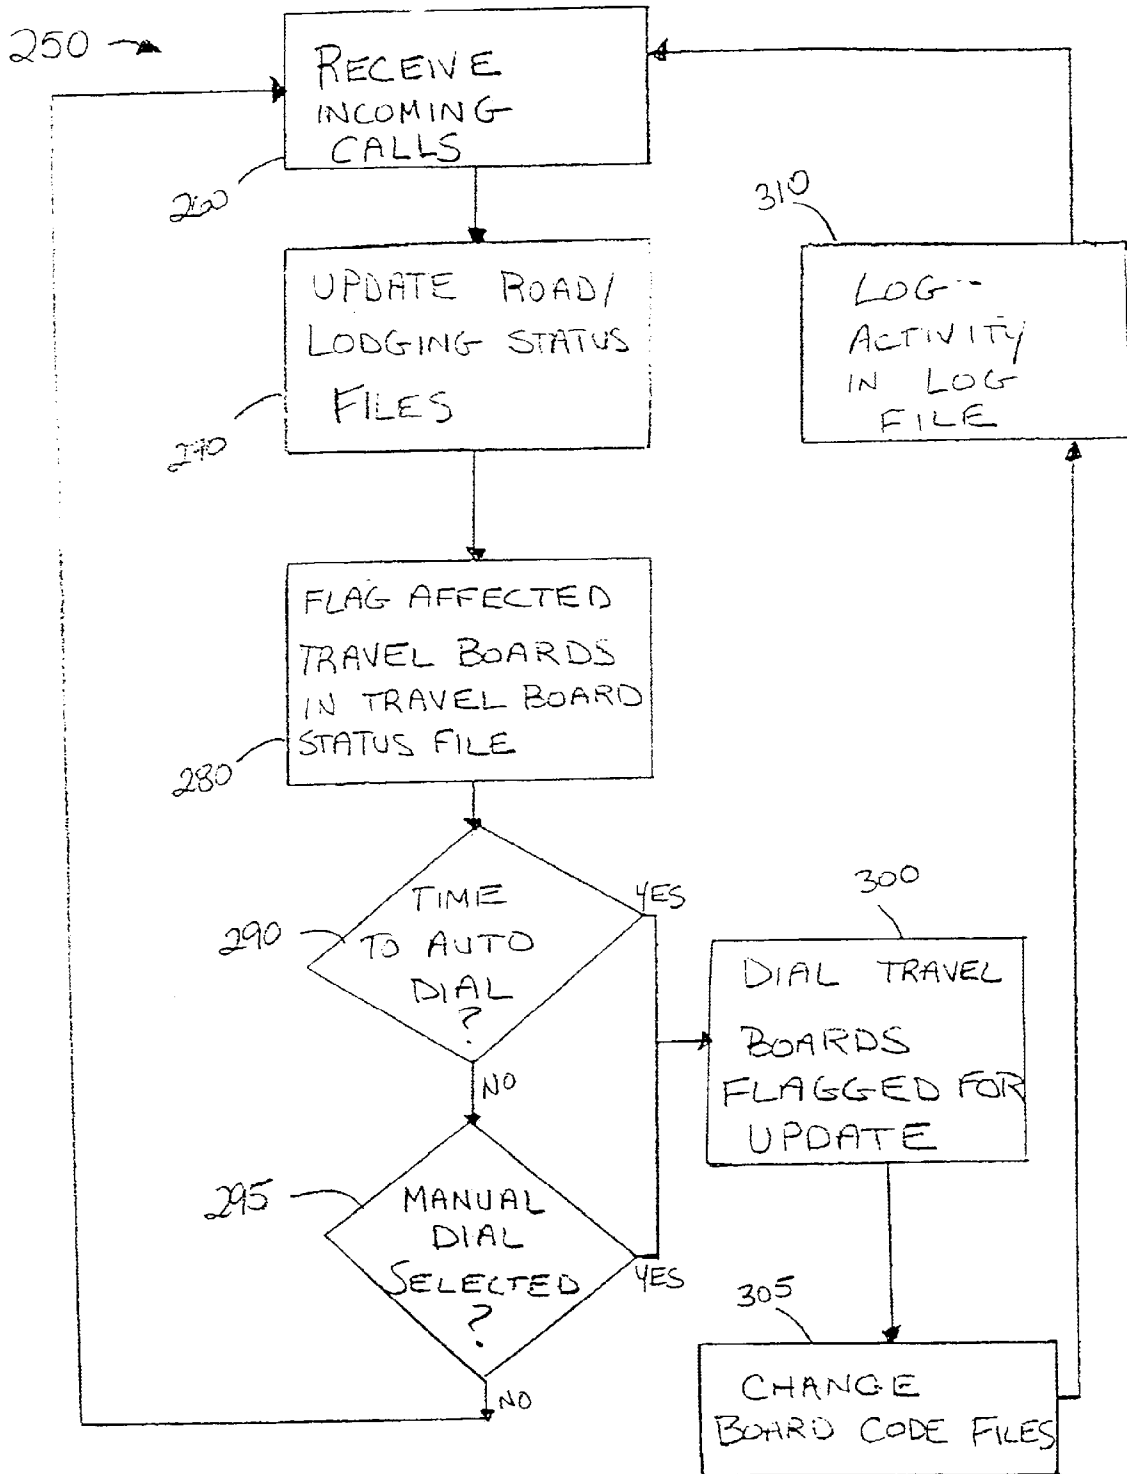 250
RECEIVE
INCOMING
CALLS
260
UPDATE ROAD/
LODGING STATUS
FILES
270
FLAG AFFECTED
TRAVEL BOARDS
IN TRAVEL BOARD
STATUS FILE
280
TIME
TO AUTO
DIAL
?
290
YES
NO
MANUAL
DIAL
SELECTED
?
295
YES
NO
300
DIAL TRAVEL
BOARDS
FLAGGED FOR
UPDATE
305
CHANGE
BOARD CODE FILES
310
LOG
ACTIVITY
IN LOG
FILE